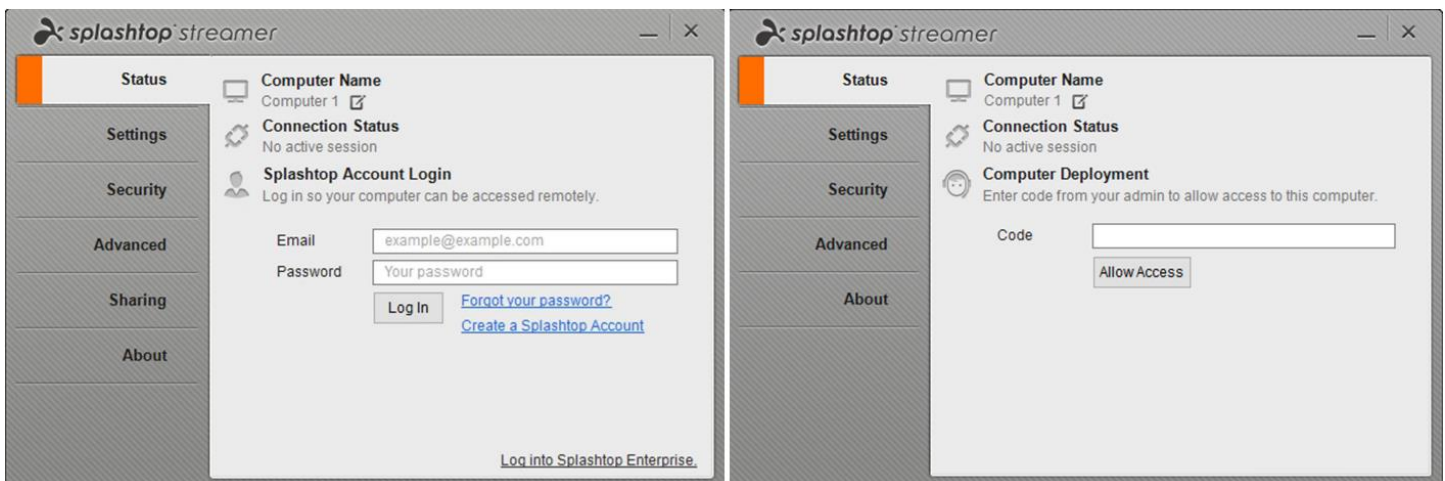 splashtop streamer
Status
Settings
Security
Advanced
Sharing
About
Computer Name
Computer 1
Connection Status
No active session
Splashtop Account Login
Log in so your computer can be accessed remotely.
Email
example@example.com
Password
Your password
Log In
Forgot your password?
Create a Splashtop Account
Log into Splashtop Enterprise.
splashtop streamer
Status
Settings
Security
Advanced
About
Computer Name
Computer 1
Connection Status
No active session
Computer Deployment
Enter code from your admin to allow access to this computer.
Code
Allow Access